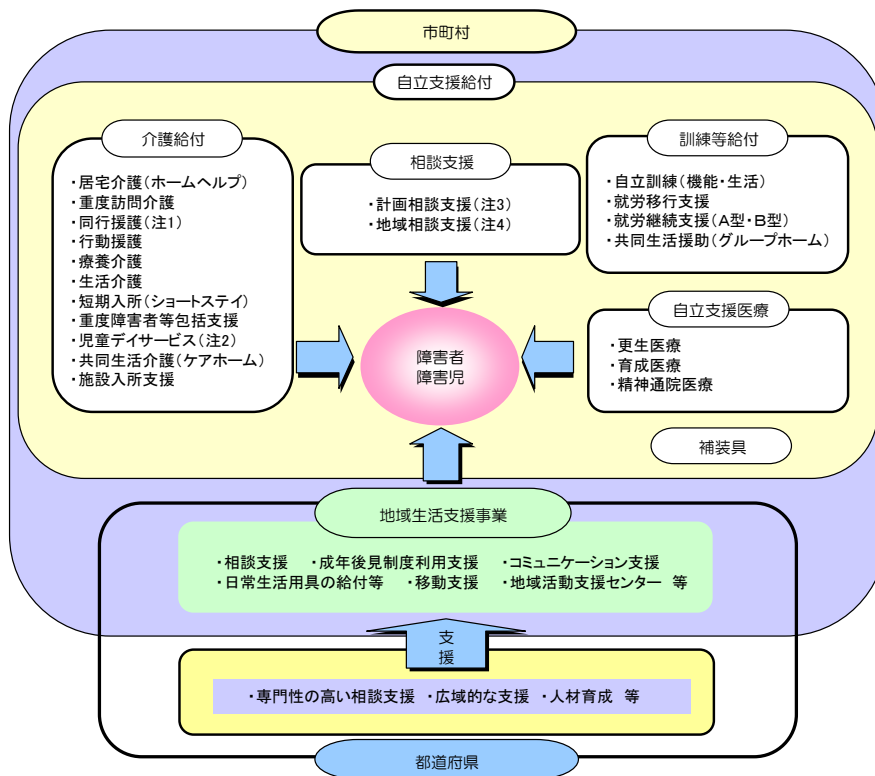 市町村
自立支援給付
介護給付
・居宅介護(ホームヘルプ)
・重度訪問介護
・同行援護(注1)
・行動援護
・療養介護
・生活介護
・短期入所(ショートステイ)
・重度障害者等包括支援
・児童デイサービス(注2)
・共同生活介護(ケアホーム)
・施設入所支援
相談支援
・計画相談支援(注3)
・地域相談支援(注4)
訓練等給付
・自立訓練(機能・生活)
・就労移行支援
・就労継続支援(A型・B型)
・共同生活援助(グループホーム)
自立支援医療
・更生医療
・育成医療
・精神通院医療
障害者
障害児
補装具
地域生活支援事業
・相談支援 ・成年後見制度利用支援 ・コミュニケーション支援
・日常生活用具の給付等 ・移動支援 ・地域活動支援センター 等
支
援
・専門性の高い相談支援 ・広域的な支援 ・人材育成 等
都道府県